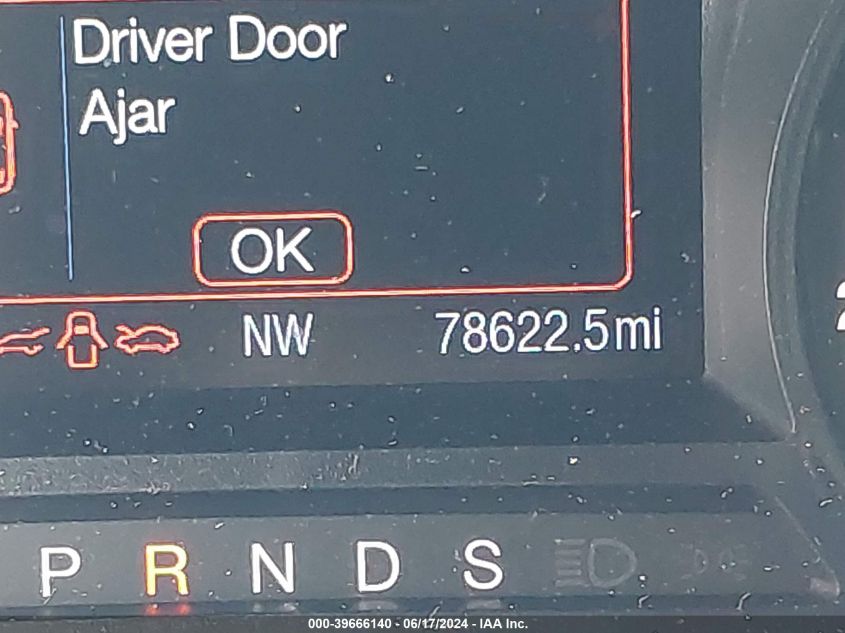 Driver Door
Ajar
OK
NW 78622.5mi
P R N D S
000-39666140 - 06/17/2024 - IAA Inc.